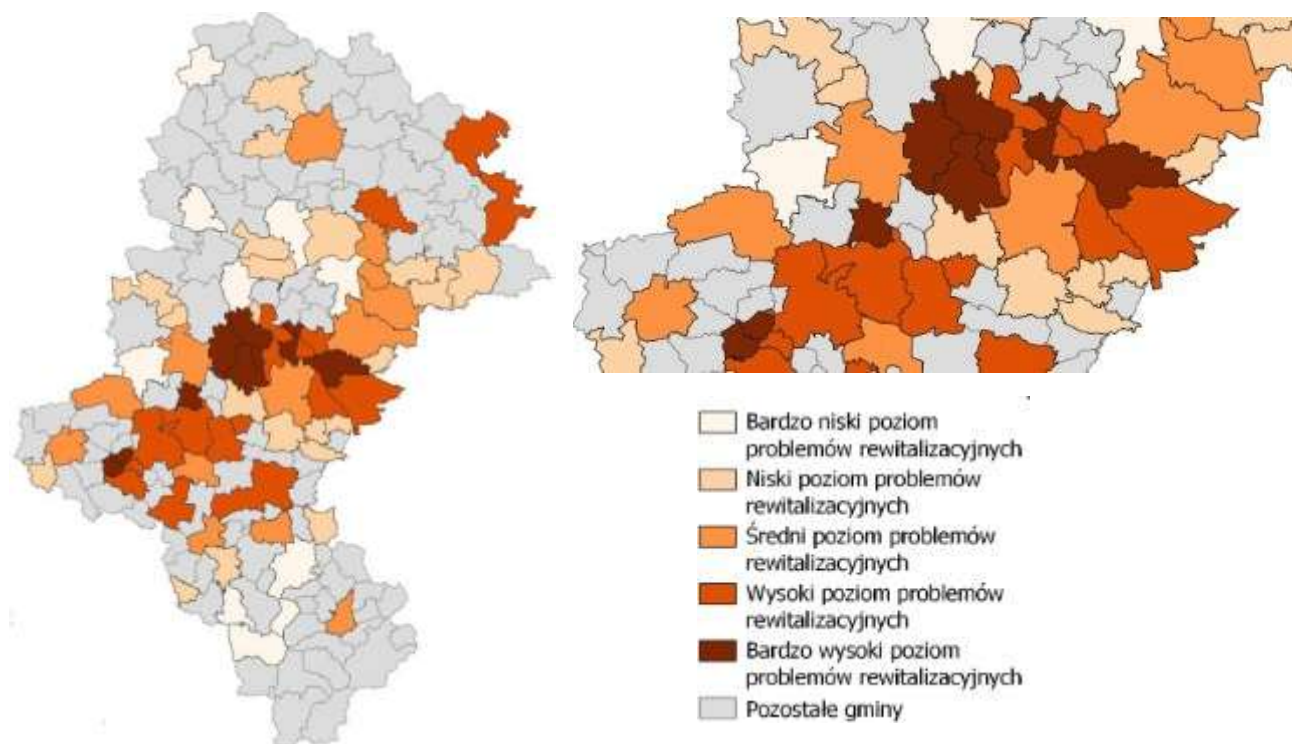 Bardzo niski poziom
problemów rewitalizacyjnych
Niski poziom problemów
rewitalizacyjnych
Średni poziom problemów
rewitalizacyjnych
Wysoki poziom problemów
rewitalizacyjnych
Bardzo wysoki poziom
problemów rewitalizacyjnych
Pozostałe gminy